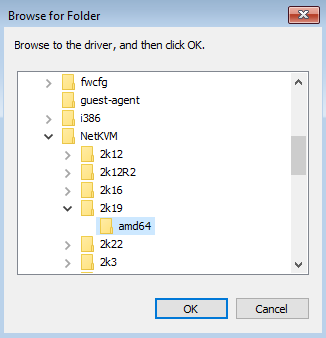 Browse for Folder
Browse to the driver, and then click OK.
fwcfg
guest-agent
i386
NetKVM
2k12
2k12R2
2k16
2k19
amd64
2k22
2k3
OK
Cancel